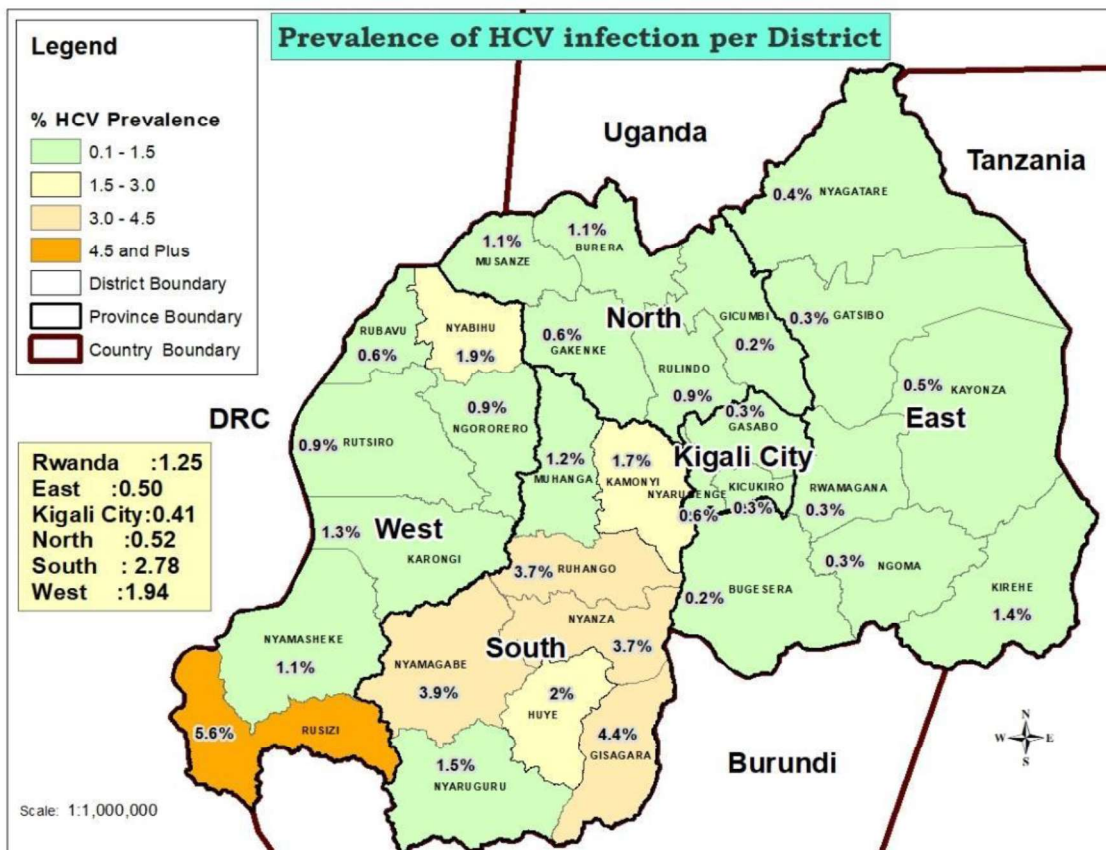 Prevalence of HCV infection per District
Legend
% HCV Prevalence
0.1 - 1.5
1.5 - 3.0
3.0 - 4.5
4.5 and Plus
District Boundary
Province Boundary
Country Boundary
Uganda
Tanzania
DRC
Burundi
Rwanda :1.25
East :0.50
Kigali City:0.41
North :0.52
South : 2.78
West :1.94
0.4%
NYAGATARE
1.1%
MUSANZE
1.1%
BURERA
North
0.6%
GAKENKE
GICUMBI
0.2%
RULINDO
0.9%
0.3%
GATSIBO
0.5%
KAYONZA
East
RUBAVU
0.6%
NYABIHU
1.9%
0.9%
NGORORERO
0.9%
RUTSIRO
1.3%
West
KARONGI
1.2%
MUHANGA
1.7%
KAMONYI
0.3%
GASABO
Kigali City
NYARUGENGE
0.6%
KICUKIRO
0.3%
RWAMAGANA
0.3%
0.2%
BUGESERA
0.3%
NGOMA
KIREHE
1.4%
3.7%
RUHANGO
NYANZA
3.7%
South
NYAMAGABE
3.9%
2%
HUYE
4.4%
GISAGARA
1.5%
NYARUGURU
NYAMASHEKE
1.1%
5.6%
RUSIZI
N
W E
S
Scale: 1:1,000,000